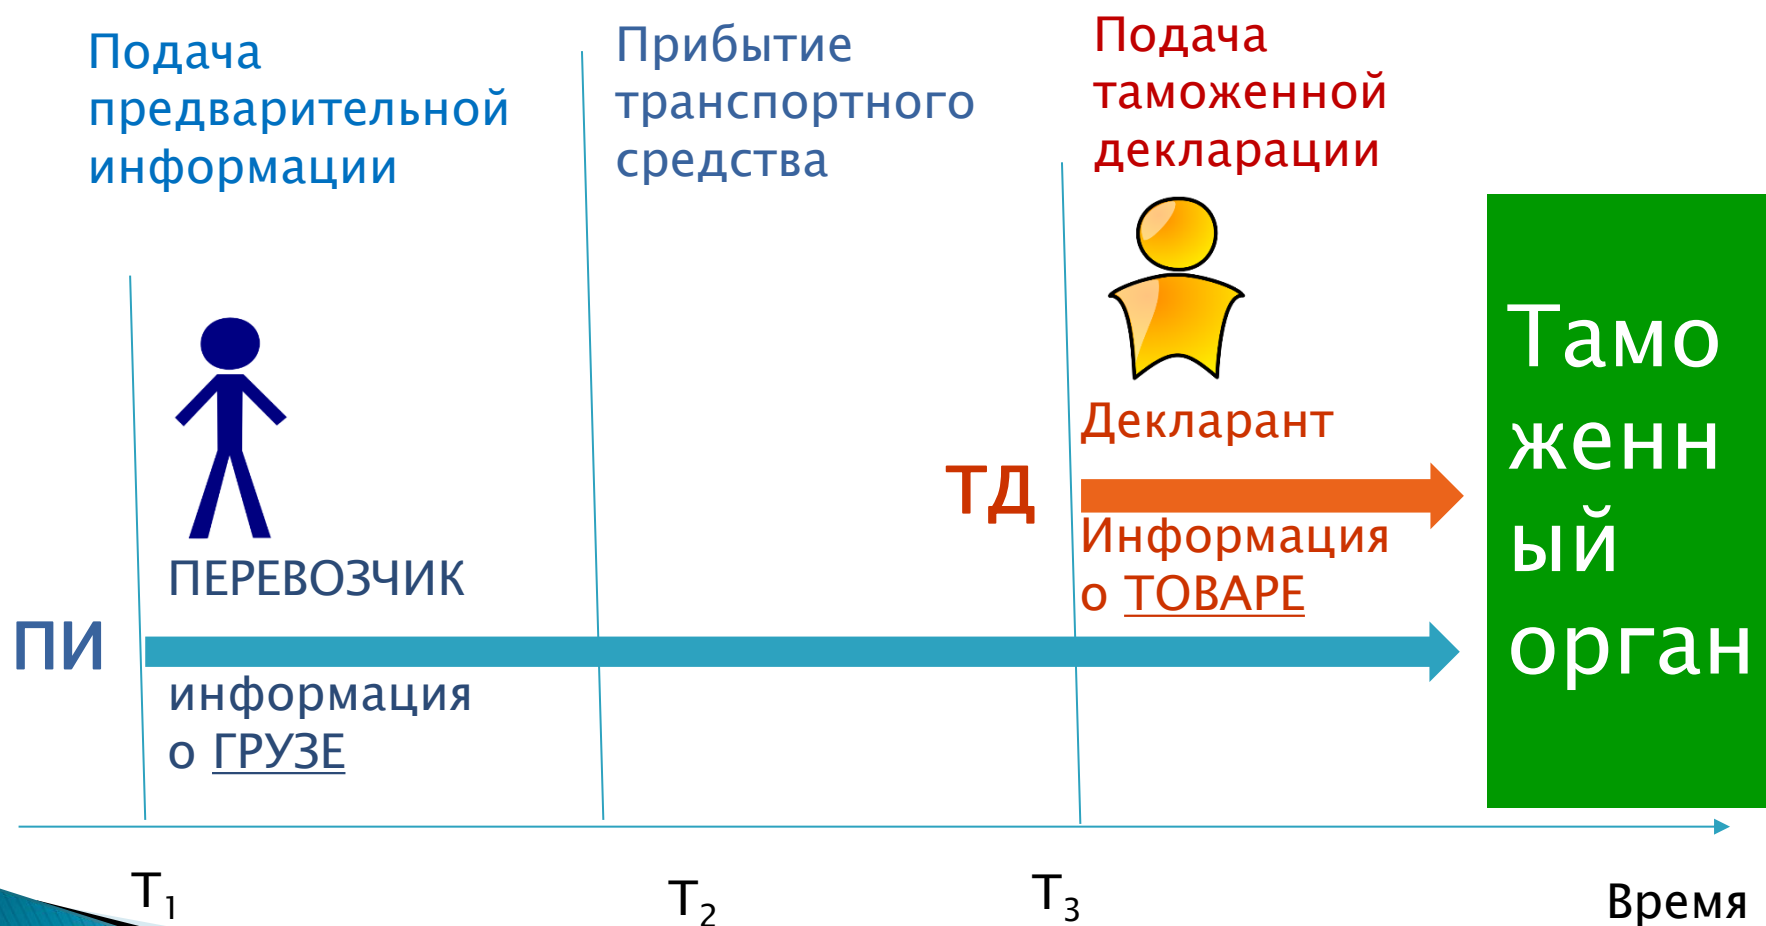 Подача
предварительной
информации
Прибытие
транспортного
средства
Подача
таможенной
декларации
ПЕРЕВОЗЧИК
ПИ
информация
о ГРУЗЕ
Декларант
ТД
Информация
о ТОВАРЕ
Тамо
женн
ый
орган
Т1
Т2
Т3
Время